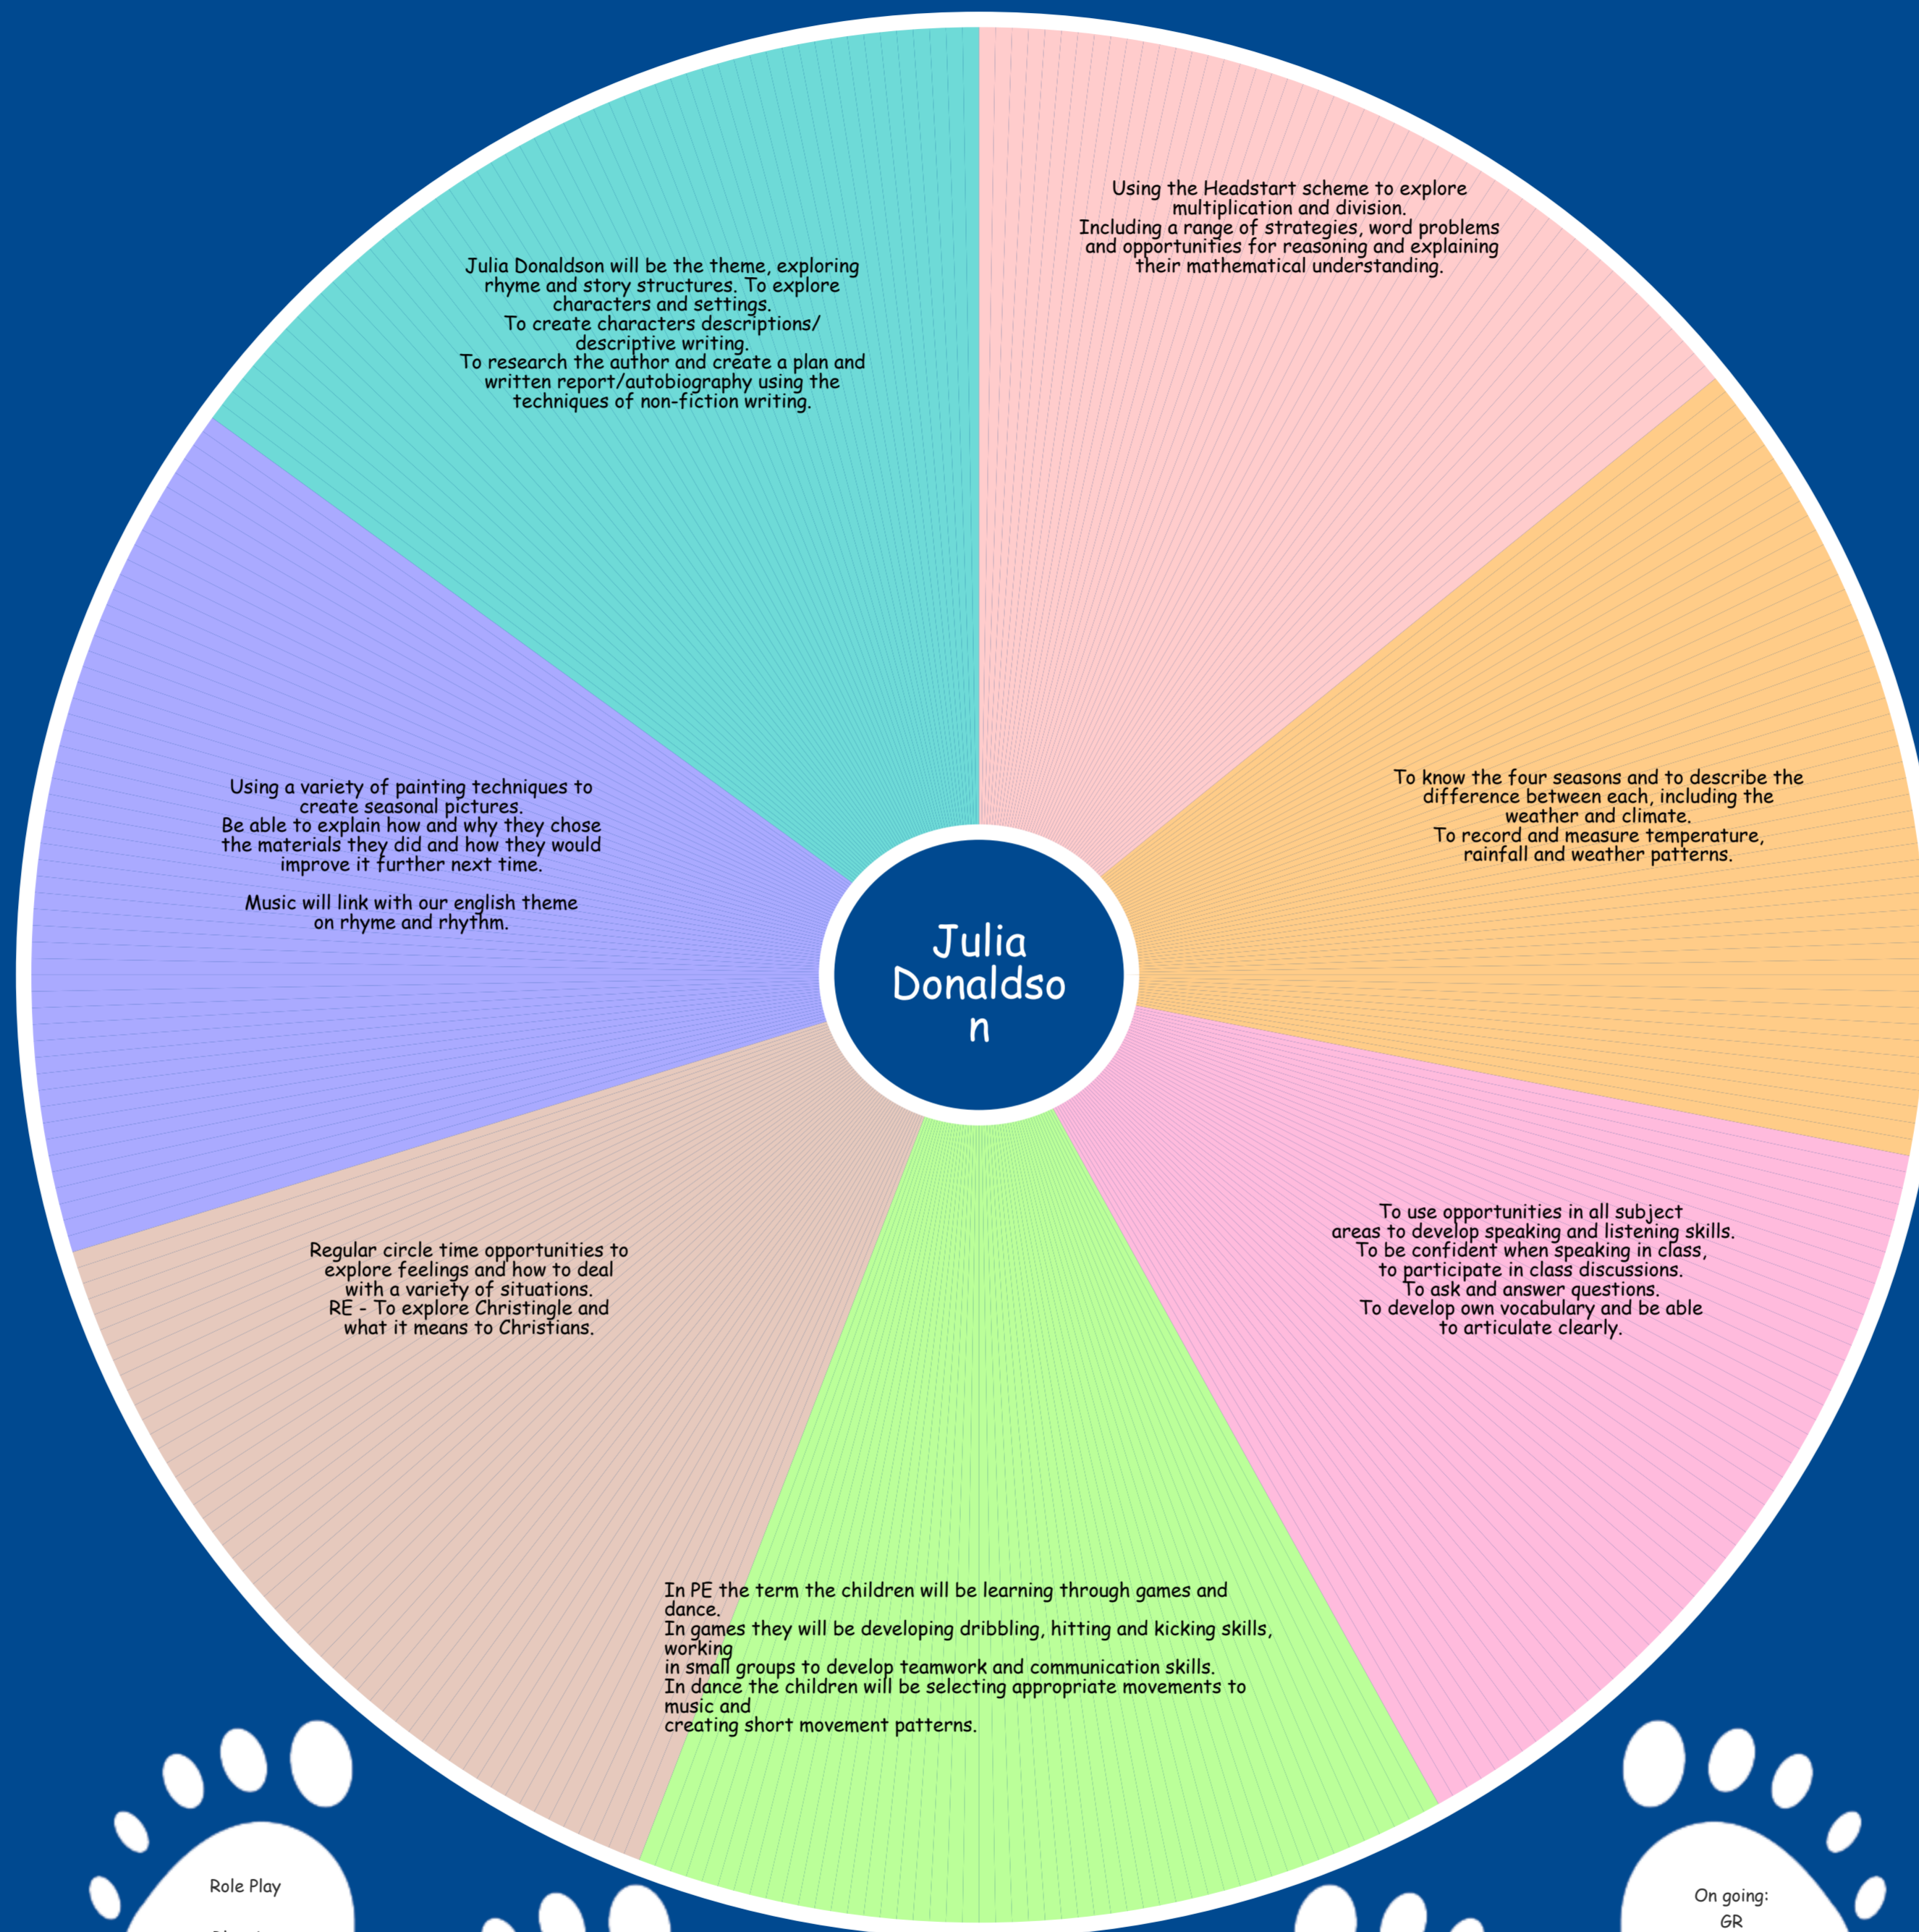 Using the Headstart scheme to explore
multiplication and division.
Including a range of strategies, word problems
and opportunities for reasoning and explaining
their mathematical understanding.
Julia Donaldson will be the theme, exploring
rhyme and story structures. To explore
characters and settings.
To create characters descriptions/
descriptive writing.
To research the author and create a plan and
written report/autobiography using the
techniques of non-fiction writing.
To know the four seasons and to describe the
difference between each, including the
weather and climate.
To record and measure temperature,
rainfall and weather patterns.
Using a variety of painting techniques to
create seasonal pictures.
Be able to explain how and why they chose
the materials they did and how they would
improve it further next time.
Music will link with our english theme
on rhyme and rhythm.
Julia
Donaldso
n
To use opportunities in all subject
areas to develop speaking and listening skills.
To be confident when speaking in class,
to participate in class discussions.
To ask and answer questions.
To develop own vocabulary and be able
to articulate clearly.
Regular circle time opportunities to
explore feelings and how to deal
with a variety of situations.
RE - To explore Christingle and
what it means to Christians.
In PE the term the children will be learning through games and
dance.
In games they will be developing dribbling, hitting and kicking skills,
working
in small groups to develop teamwork and communication skills.
In dance the children will be selecting appropriate movements to
music and
creating short movement patterns.
Role Play
On going:
GR